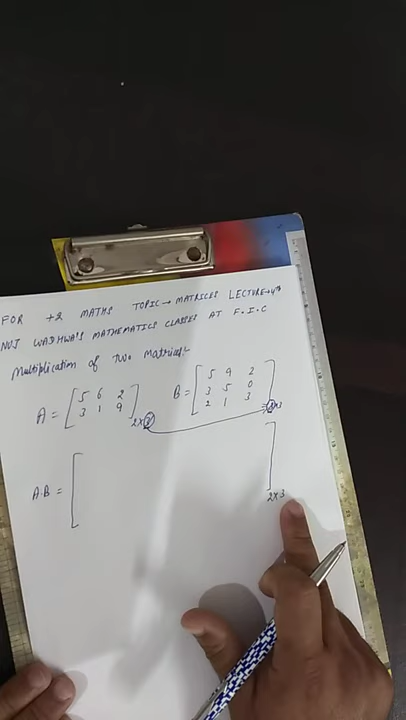 FOR +2 MATHS TOPIC → MATRICES LECTURE → 4th
NOJ WADHWA'S MATHEMATICS CLASSES AT F.I.C
Multiplication of Two Matrices:-
A = [ 5 6 2 B = [ 5 9 2
3 1 9 ] 2×3 3 5 0
2 1 3 ] 3×3
A.B = [ ] 2×3